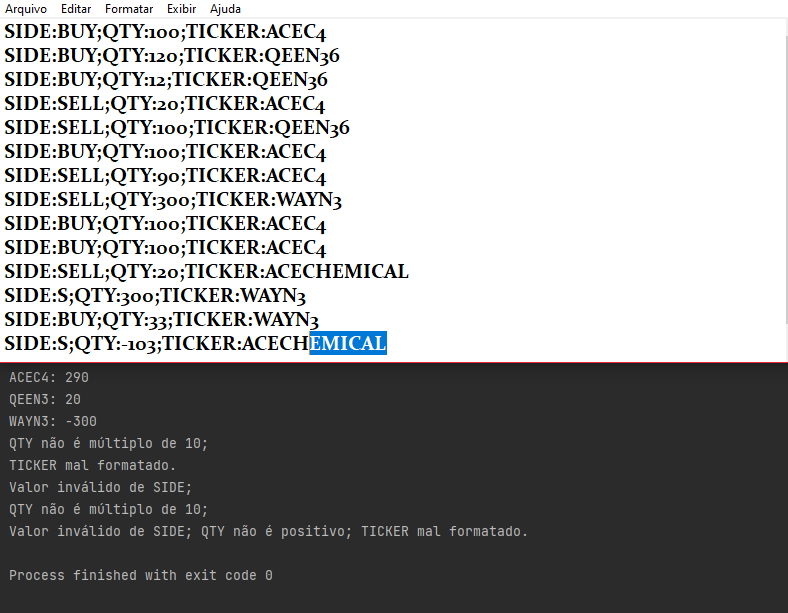 Arquivo Editar Formatar Exibir Ajuda
SIDE:BUY;QTY:100;TICKER:ACEC4
SIDE:BUY;QTY:120;TICKER:QEEN36
SIDE:BUY;QTY:12;TICKER:QEEN36
SIDE:SELL;QTY:20;TICKER:ACEC4
SIDE:SELL;QTY:100;TICKER:QEEN36
SIDE:BUY;QTY:100;TICKER:ACEC4
SIDE:SELL;QTY:90;TICKER:ACEC4
SIDE:SELL;QTY:300;TICKER:WAYN3
SIDE:BUY;QTY:100;TICKER:ACEC4
SIDE:BUY;QTY:100;TICKER:ACEC4
SIDE:SELL;QTY:20;TICKER:ACECHEMICAL
SIDE:S;QTY:300;TICKER:WAYN3
SIDE:BUY;QTY:33;TICKER:WAYN3
SIDE:S;QTY:-103;TICKER:ACECHEMICAL
ACEC4: 290
QEEN3: 20
WAYN3: -300
QTY não é múltiplo de 10;
TICKER mal formatado.
Valor inválido de SIDE;
QTY não é múltiplo de 10;
Valor inválido de SIDE; QTY não é positivo; TICKER mal formatado.
Process finished with exit code 0